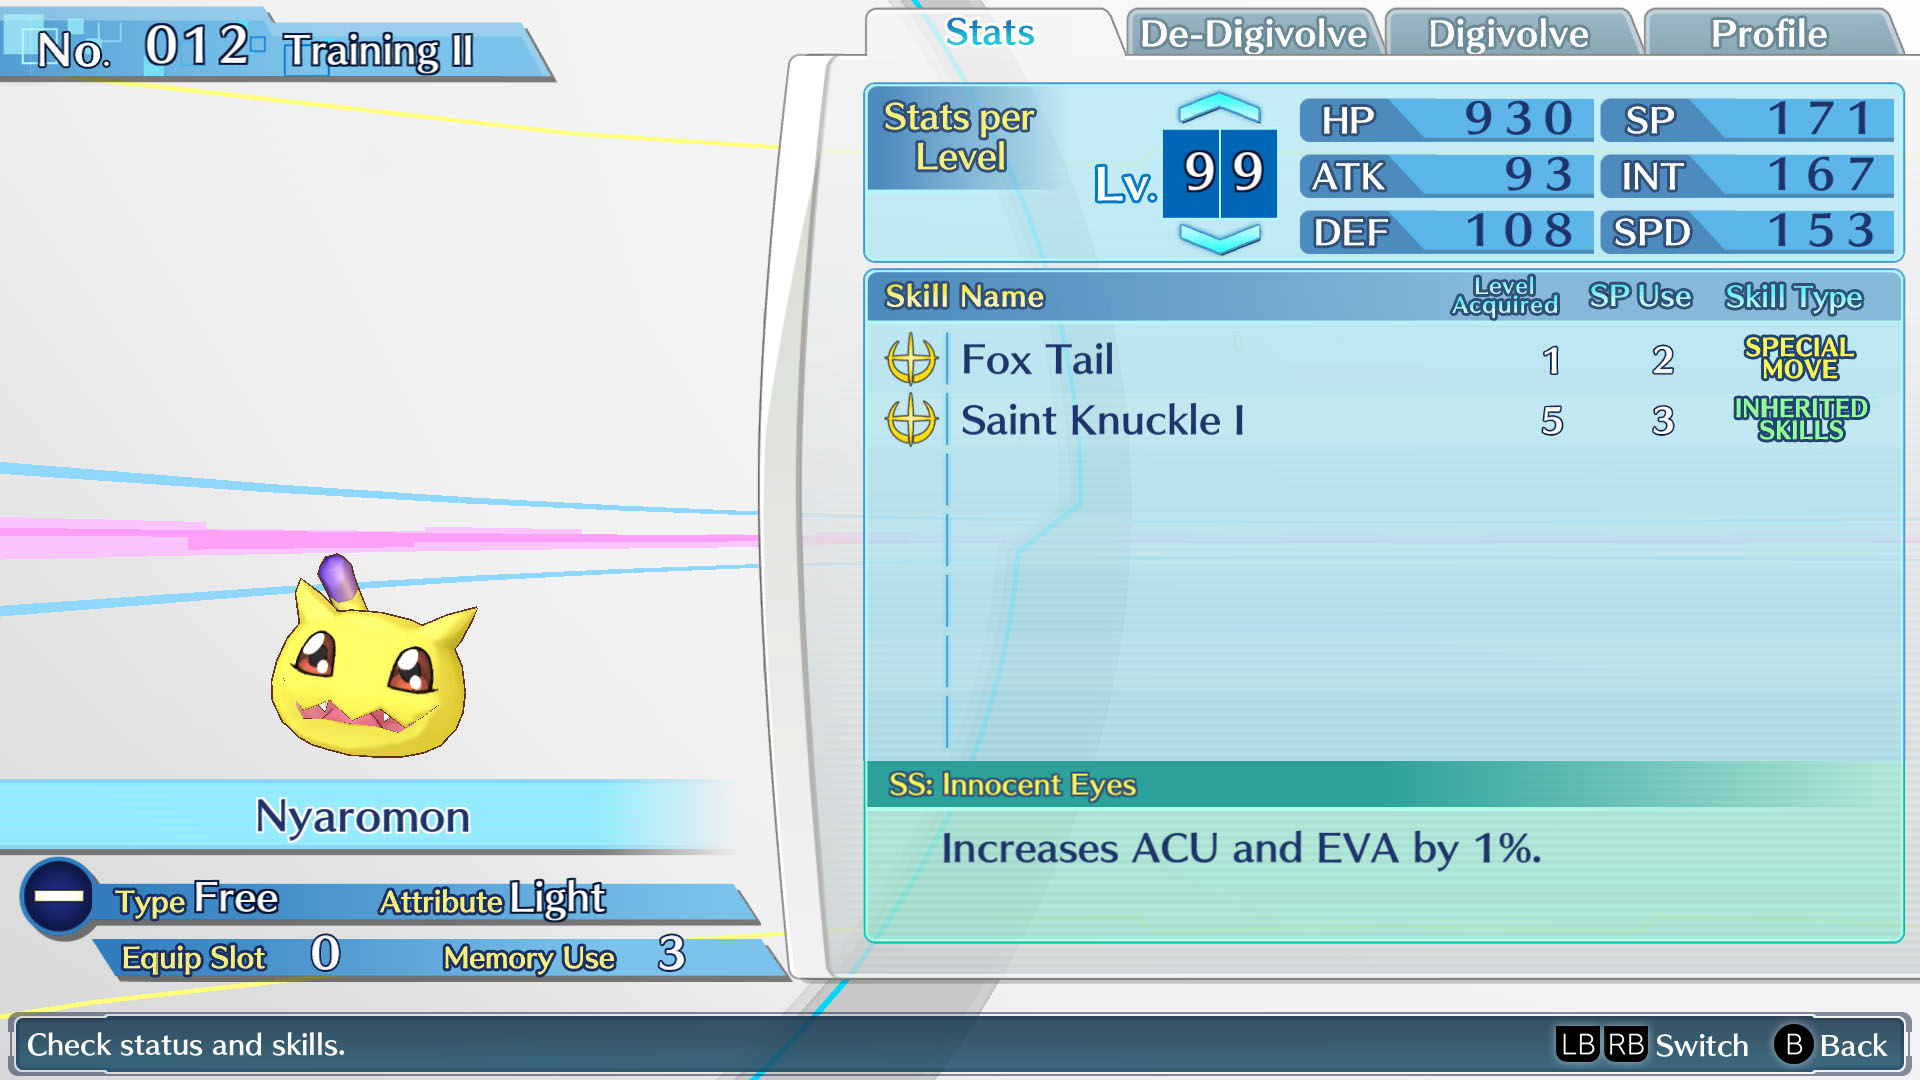 No. 012 Training II
Stats
De-Digivolve
Digivolve
Profile
Stats per
Level
Lv. 99
HP 930
SP 171
ATK 93
INT 167
DEF 108
SPD 153
Skill Name
Level
Acquired
SP Use
Skill Type
Fox Tail 1 2 SPECIAL
MOVE
Saint Knuckle I 5 3 INHERITED
SKILLS
SS: Innocent Eyes
Increases ACU and EVA by 1%.
Nyaromon
Type Free Attribute Light
Equip Slot 0 Memory Use 3
Check status and skills.
LB RB Switch B Back